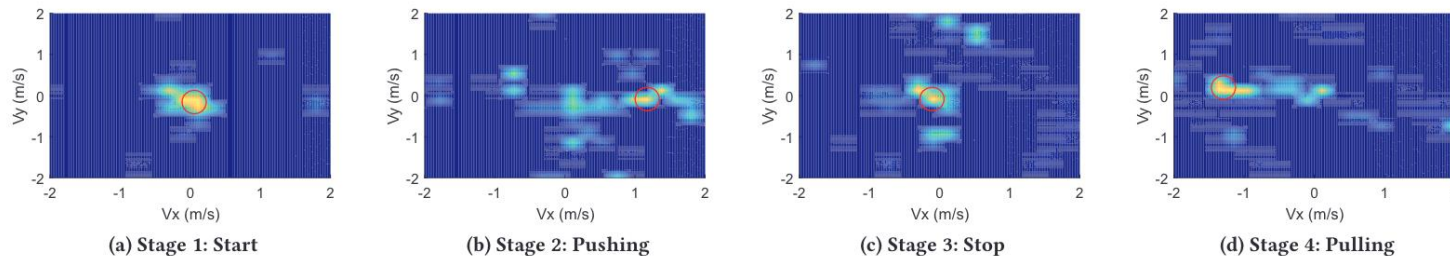 2
1
0
-1
-2
Vy (m/s)
-2 -1 0 1 2
Vx (m/s)
(a) Stage 1: Start
2
1
0
-1
-2
Vy (m/s)
-2 -1 0 1 2
Vx (m/s)
(b) Stage 2: Pushing
2
1
0
-1
-2
Vy (m/s)
-2 -1 0 1 2
Vx (m/s)
(c) Stage 3: Stop
2
1
0
-1
-2
Vy (m/s)
-2 -1 0 1
Vx (m/s)
(d) Stage 4: Pulling